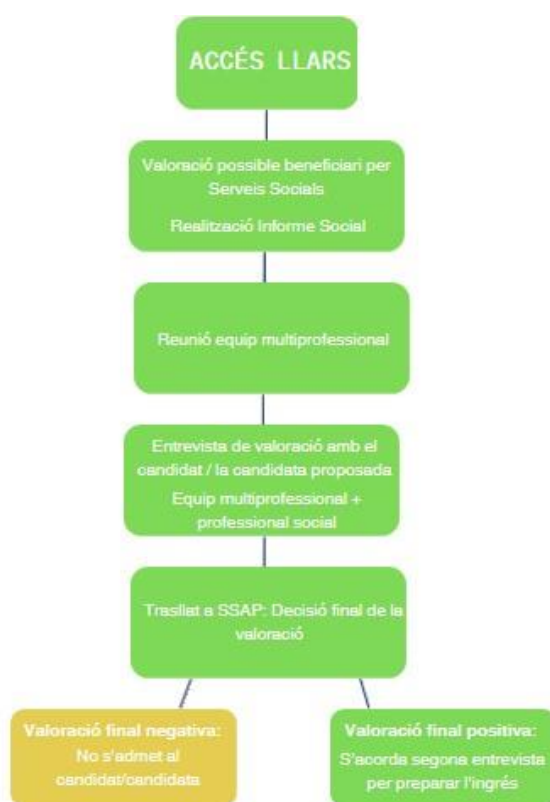 ACCÉS LLARS
Valoració possible beneficiari per
Serveis Socials
Realització Informe Social
Reunió equip multiprofessional
Entrevista de valoració amb el
candidat / la candidata proposada
Equip multiprofessional +
professional social
Trasllat a SSAP: Decisió final de la
valoració
Valoració final negativa:
No s'admet al
candidat/candidata
Valoració final positiva:
S'acorda segona entrevista
per preparar l'ingrés